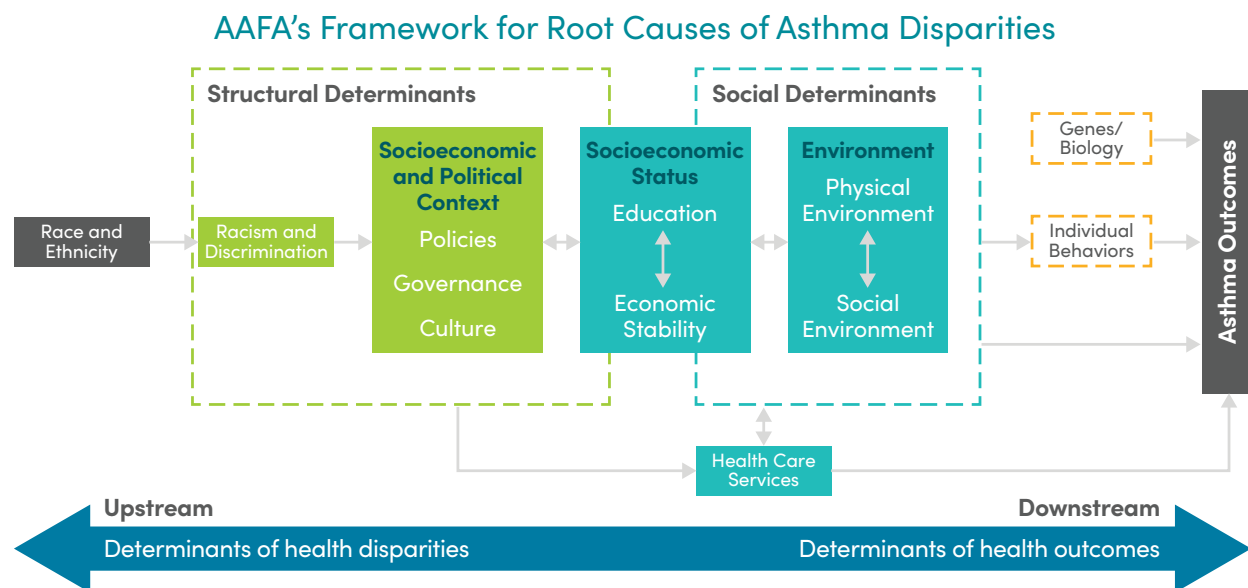 AAFA's Framework for Root Causes of Asthma Disparities
Structural Determinants
Social Determinants
Race and
Ethnicity
Racism and
Discrimination
Socioeconomic
and Political
Context
Policies
Governance
Culture
Socioeconomic
Status
Education
Economic
Stability
Environment
Physical
Environment
Social
Environment
Genes/
Biology
Individual
Behaviors
Asthma Outcomes
Health Care
Services
Upstream
Downstream
Determinants of health disparities
Determinants of health outcomes